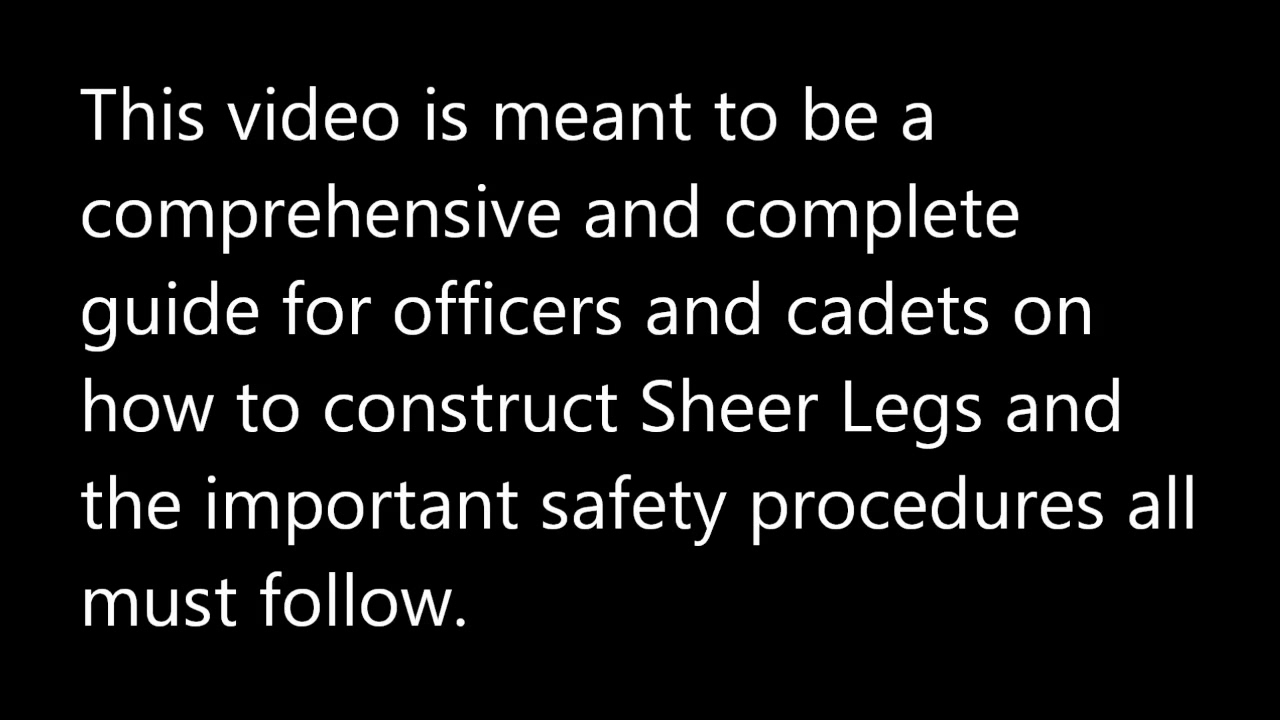 This video is meant to be a
comprehensive and complete
guide for officers and cadets on
how to construct Sheer Legs and
the important safety procedures all
must follow.